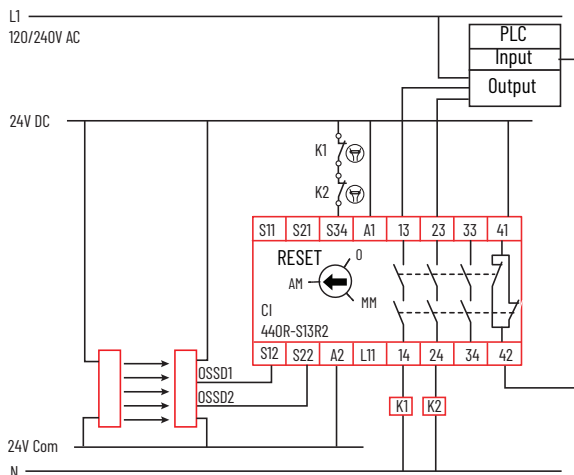 L1
120/240V AC
PLC
Input
Output
24V DC
K1
K2
S11 S21 S34 A1 13 23 33 41
RESET
0
AM
MM
CI
440R-S13R2
S12 S22 A2 L11 14 24 34 42
OSSD1
OSSD2
K1 K2
24V Com
N